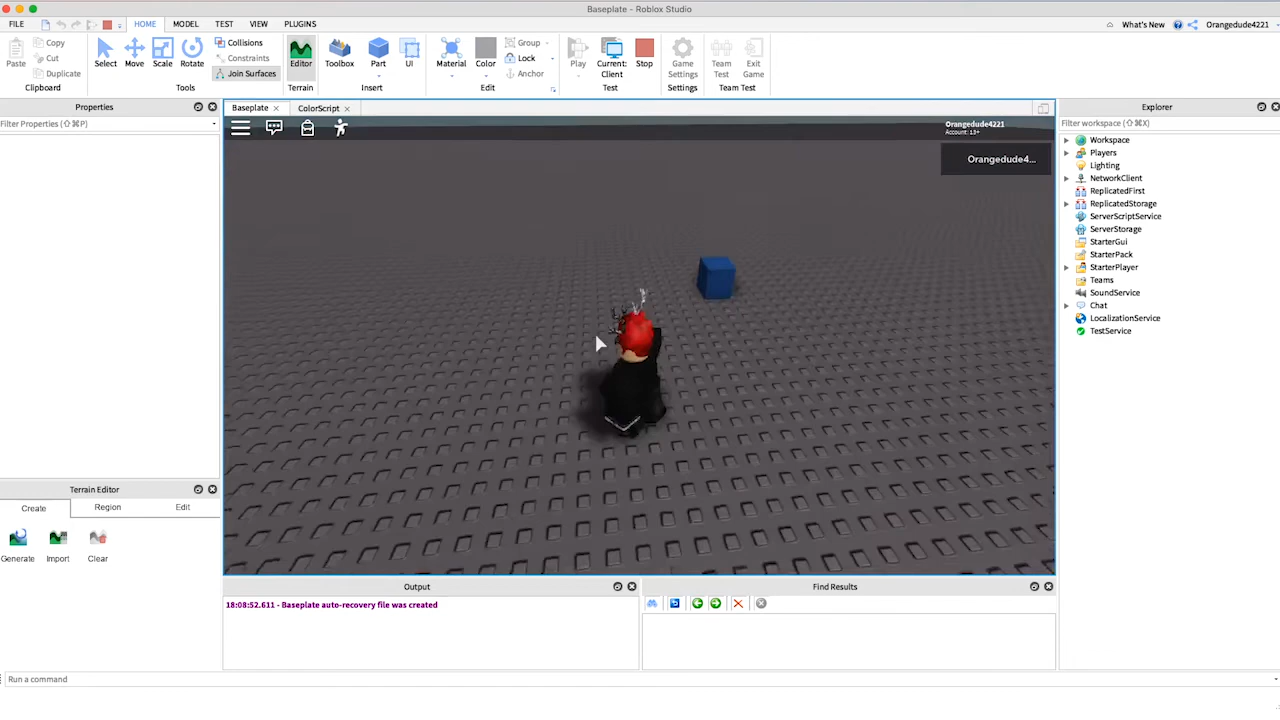 Baseplate - Roblox Studio
FILE HOME MODEL TEST VIEW PLUGINS What's New Orangedude4221
Paste Copy Cut Duplicate Clipboard
Select Move Scale Rotate Collisions Constraints Join Surfaces Tools
Editor Terrain
Toolbox Part UI Insert
Material Color Group Lock Anchor Edit
Play Current: Client Stop Test
Game Settings Settings
Team Test Exit Game Team Test
Properties
Filter Properties (⇧⌘P)
Baseplate ColorScript
Orangedude4221
Account: 13+
Orangedude4...
Explorer
Filter workspace (⇧⌘X)
Workspace
Players
Lighting
NetworkClient
ReplicatedFirst
ReplicatedStorage
ServerScriptService
ServerStorage
StarterGui
StarterPack
StarterPlayer
Teams
SoundService
Chat
LocalizationService
TestService
Terrain Editor
Create Region Edit
Generate Import Clear
Output
18:08:52.611 - Baseplate auto-recovery file was created
Find Results
Run a command